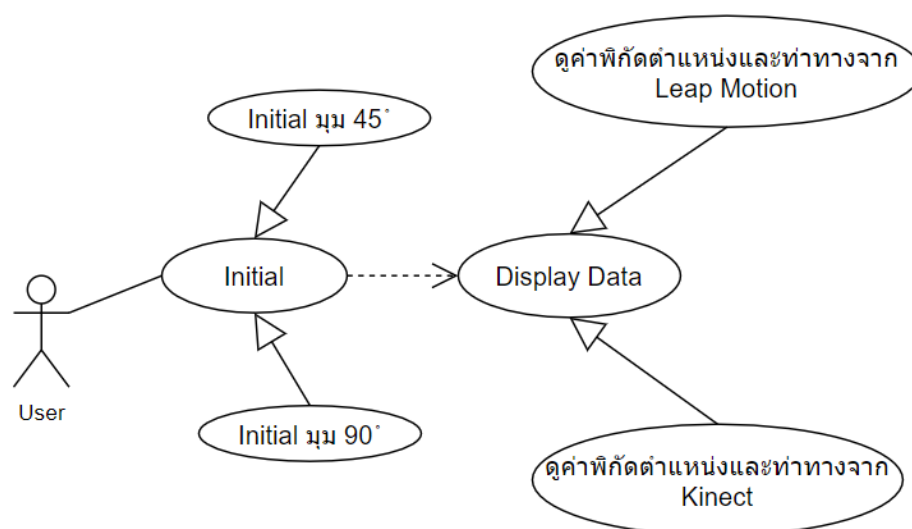 ดูค่าพิกัดตำแหน่งและท่าทางจาก
Leap Motion
Initial มุม 45˚
Initial
Display Data
User
Initial มุม 90˚
ดูค่าพิกัดตำแหน่งและท่าทางจาก
Kinect